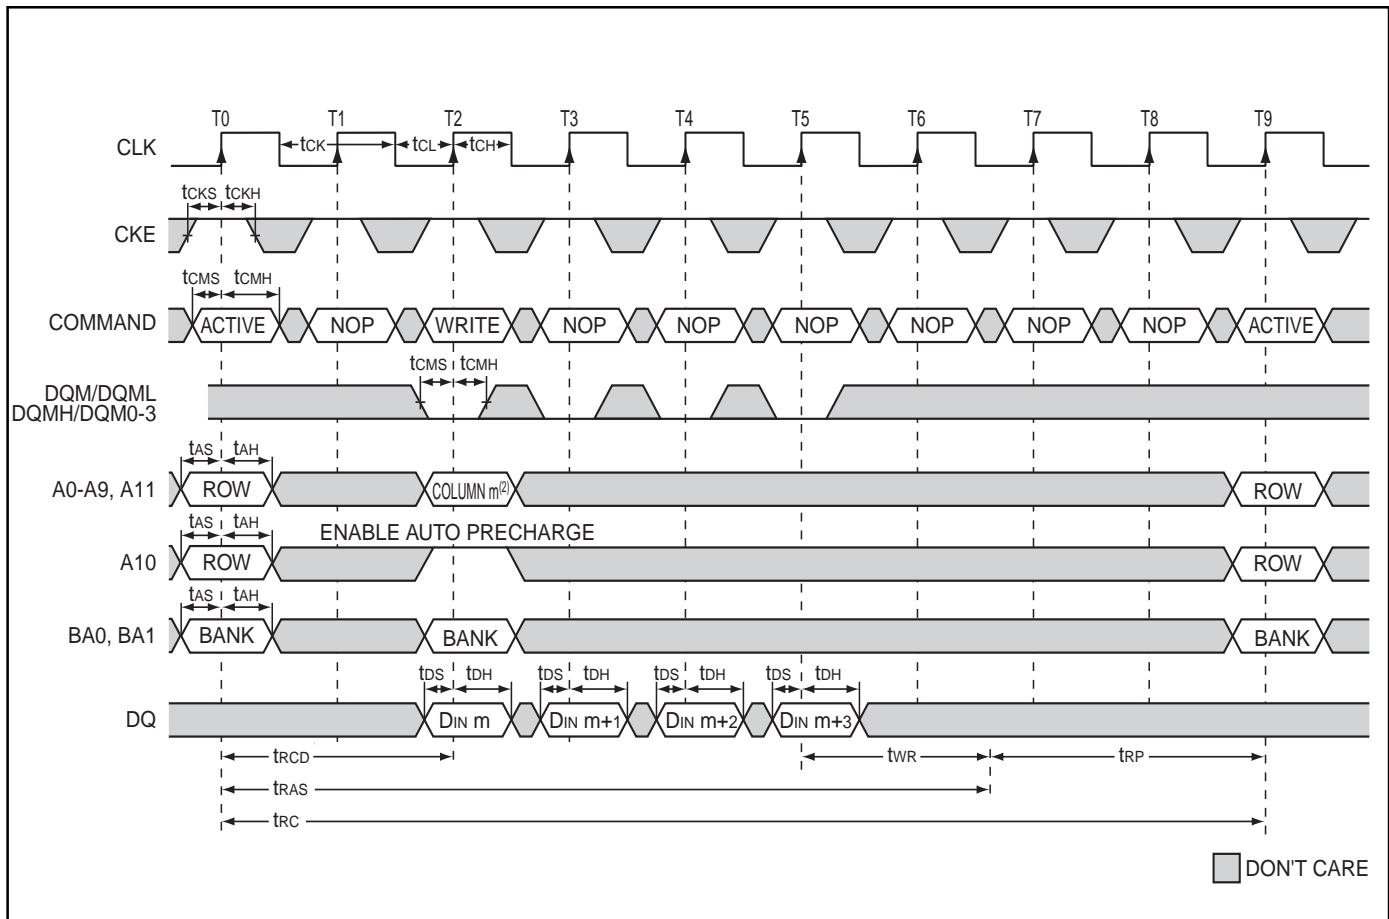 T0 T1 T2 T3 T4 T5 T6 T7 T8 T9
CLK tCK tCL tCH
tCKS tCKH
CKE
tCMS tCMH
COMMAND ACTIVE NOP WRITE NOP NOP NOP NOP NOP NOP ACTIVE
tCMS tCMH
DQM/DQML
DQMH/DQM0-3
tAS tAH
A0-A9, A11 ROW COLUMN m(2) ROW
tAS tAH ENABLE AUTO PRECHARGE
A10 ROW ROW
tAS tAH
BA0, BA1 BANK BANK BANK
tDS tDH tDS tDH tDS tDH tDS tDH
DQ DIN m DIN m+1 DIN m+2 DIN m+3
tRCD tWR tRP
tRAS
tRC
DON'T CARE